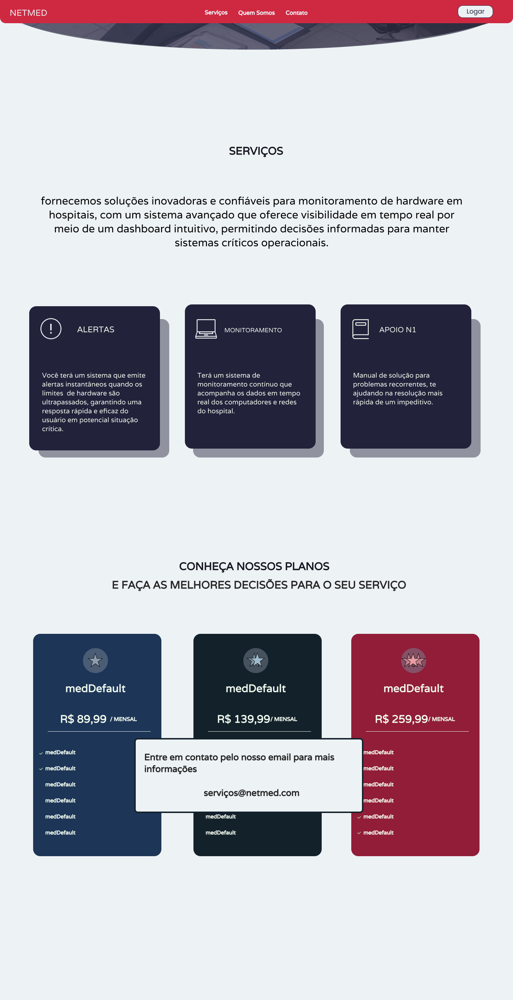 NETMED
Serviços
Quem Somos
Contato
Logar
SERVIÇOS
fornecemos soluções inovadoras e confiáveis para monitoramento de hardware em
hospitais, com um sistema avançado que oferece visibilidade em tempo real por
meio de um dashboard intuitivo, permitindo decisões informadas para manter
sistemas críticos operacionais.
ALERTAS
Você terá um sistema que emite
alertas instantâneos quando os
limites  de hardware são
ultrapassados, garantindo uma
resposta rápida e eficaz do
usuário em potencial situação
crítica.
MONITORAMENTO
Terá um sistema de
monitoramento contínuo que
acompanha os dados em tempo
real dos computadores e redes
do hospital.
APOIO N1
Manual de solução para
problemas recorrentes, te
ajudando na resolução mais
rápida de um impeditivo.
CONHEÇA NOSSOS PLANOS
E FAÇA AS MELHORES DECISÕES PARA O SEU SERVIÇO
medDefault
R$ 89,99 / MENSAL
medDefault
medDefault
medDefault
medDefault
medDefault
medDefault
medDefault
R$ 139,99/ MENSAL
Entre em contato pelo nosso email para mais
informações
serviços@netmed.com
medDefault
medDefault
medDefault
R$ 259,99/ MENSAL
medDefault
medDefault
medDefault
medDefault
medDefault
medDefault